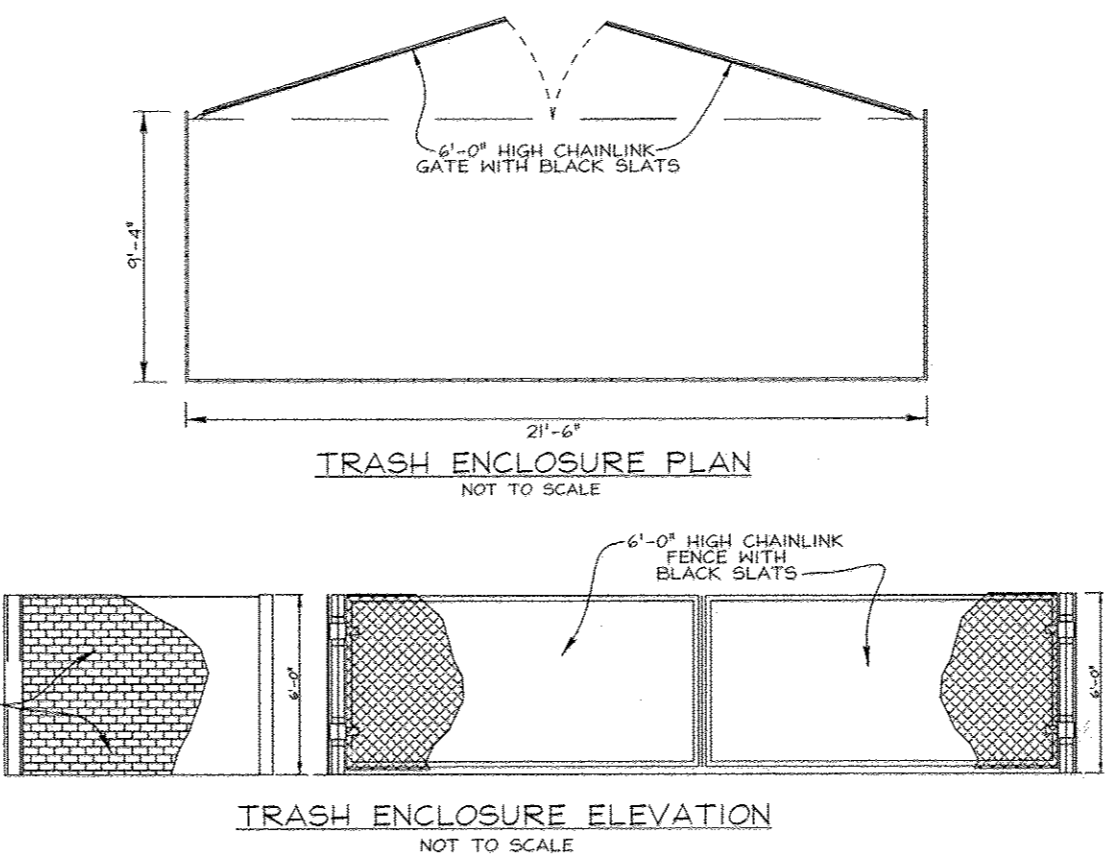 6'-0" HIGH CHAINLINK
GATE WITH BLACK SLATS
9'-4"
21'-6"
TRASH ENCLOSURE PLAN
NOT TO SCALE
6'-0" HIGH CHAINLINK
FENCE WITH
BLACK SLATS
6'-0"
6'-0"
TRASH ENCLOSURE ELEVATION
NOT TO SCALE